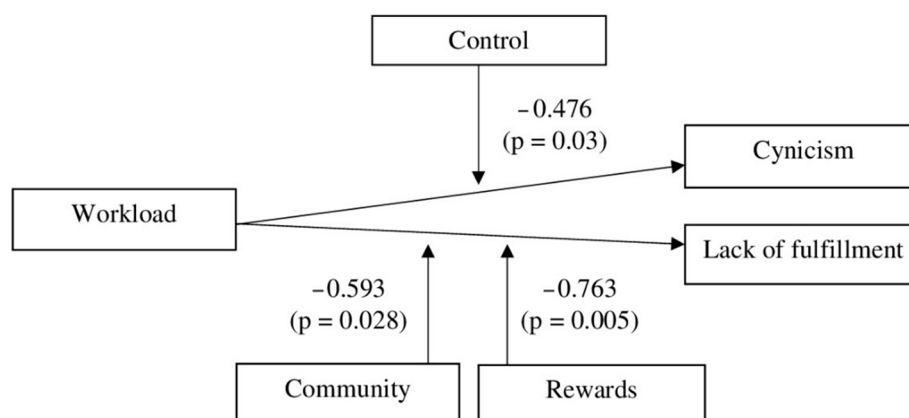 Control
−0.476
(p = 0.03)
Cynicism
Workload
Lack of fulfillment
−0.593
(p = 0.028)
−0.763
(p = 0.005)
Community
Rewards